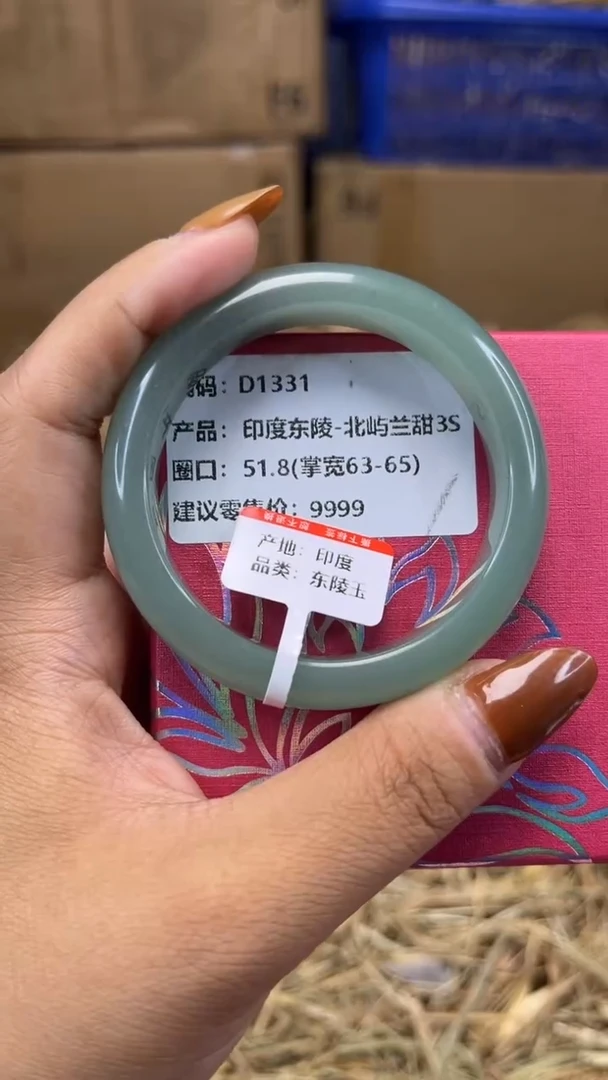 码：D1331
产品：印度东陵-北屿兰甜3S
圈口：51.8(掌宽63-65)
建议零售价：9999
产地：印度
品类：东陵玉